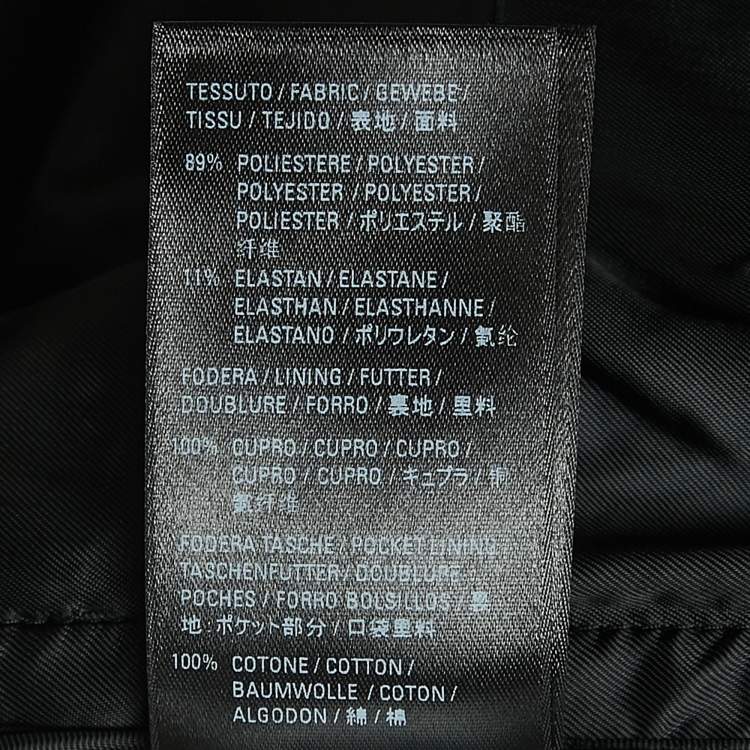 TESSUTO / FABRIC / GEWEBE /
TISSU / TEJIDO / 表地 / 面料
89% POLIESTERE / POLYESTER /
POLYESTER / POLYESTER /
POLIESTER / ポリエステル / 聚酯
纤维
11% ELASTAN / ELASTANE /
ELASTHAN / ELASTHANNE /
ELASTANO / ポリウレタン / 氨纶
FODERA / LINING / FUTTER /
DOUBLURE / FORRO / 裏地 / 里料
100% CUPRO / CUPRO / CUPRO /
CUPRO / CUPRO / キュプラ / 铜
氨纤维
FODERA TASCHE / POCKET LINING
TASCHENFUTTER / DOUBLURE
POCHES / FORRO BOLSILLOS / 裏
地・ポケット部分 / 口袋里料
100% COTONE / COTTON /
BAUMWOLLE / COTON /
ALGODON / 綿 / 棉